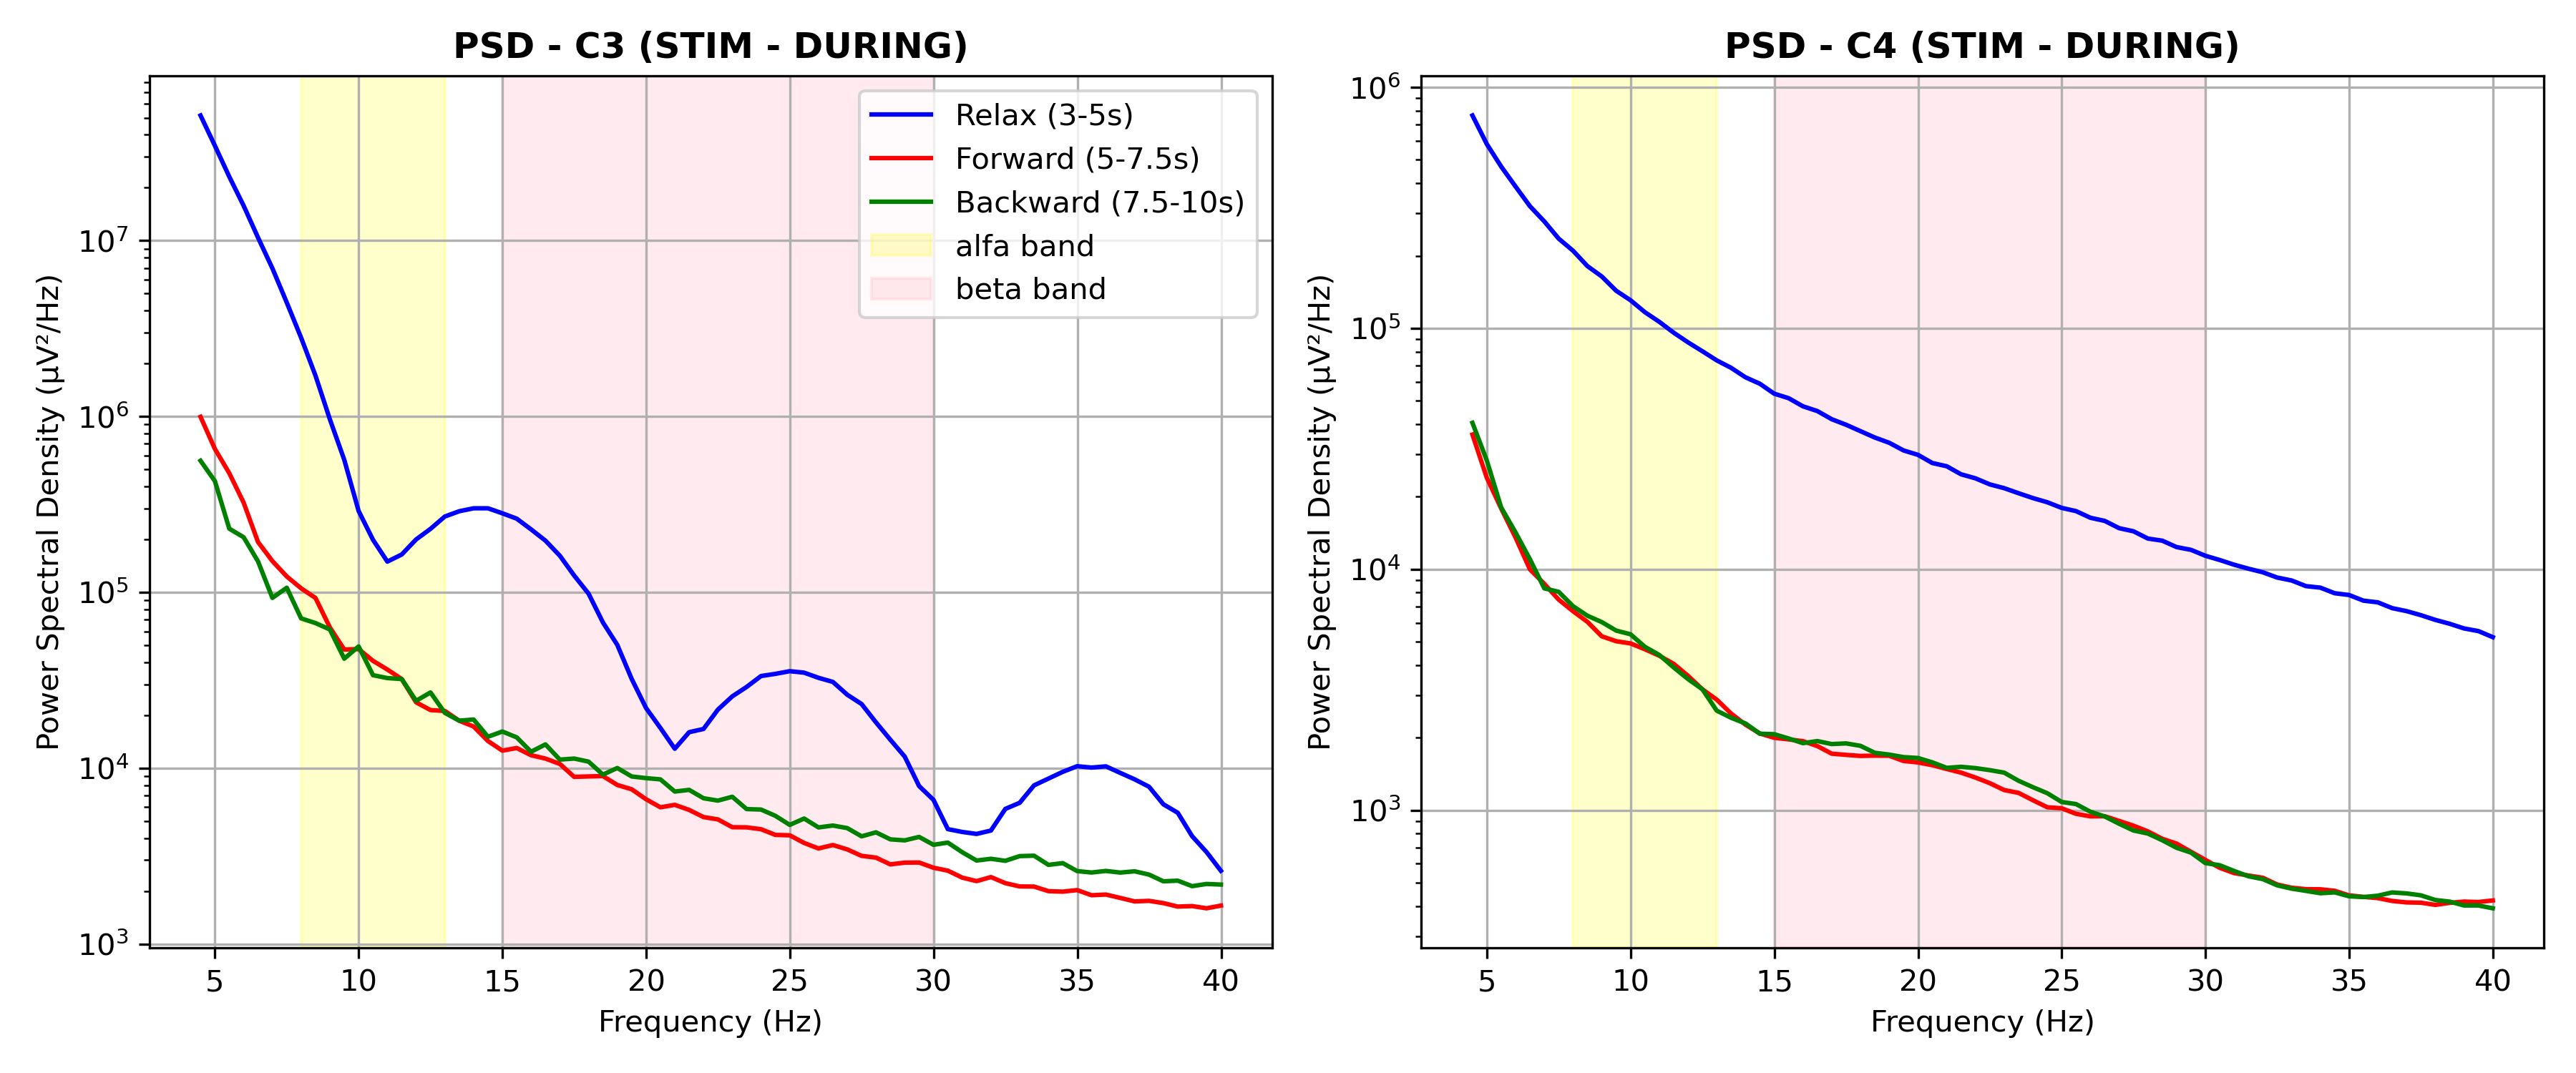 PSD - C3 (STIM - DURING)
Power Spectral Density (µV²/Hz)
10⁷
10⁶
10⁵
10⁴
10³
5 10 15 20 25 30 35 40
Frequency (Hz)
Relax (3-5s)
Forward (5-7.5s)
Backward (7.5-10s)
alfa band
beta band
PSD - C4 (STIM - DURING)
Power Spectral Density (µV²/Hz)
10⁶
10⁵
10⁴
10³
5 10 15 20 25 30 35 40
Frequency (Hz)